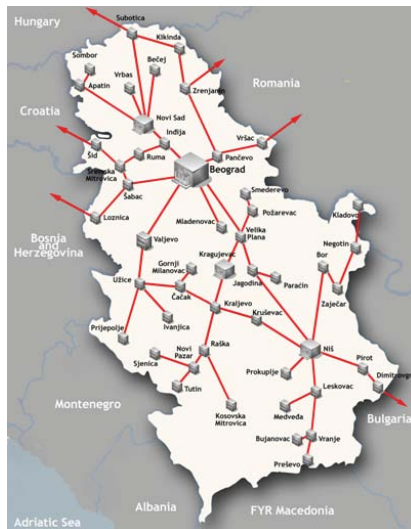 Hungary
Subotica
Kikinda
Sombor
Bečej
Vrbas
Apatin
Zrenjanin
Romania
Croatia
Novi Sad
Inđija
Vršac
Šid
Ruma
Pančevo
Sremska
Mitrovica
Beograd
Šabac
Smederevo
Loznica
Mladenovac
Požarevac
Kladovo
Bosnia
and
Herzegovina
Valjevo
Velika
Plana
Negotin
Kragujevac
Bor
Gornji
Milanovac
Užice
Jagodina
Paraćin
Čačak
Kraljevo
Zaječar
Ivanjica
Kruševac
Prijepolje
Niš
Novi
Pazar
Raška
Pirot
Sjenica
Prokuplje
Dimitrovgr
Leskovac
Tutin
Kosovska
Mitrovica
Medveđa
Bulgaria
Montenegro
Bujanovac
Vranje
Preševo
Albania
FYR Macedonia
Adriatic Sea